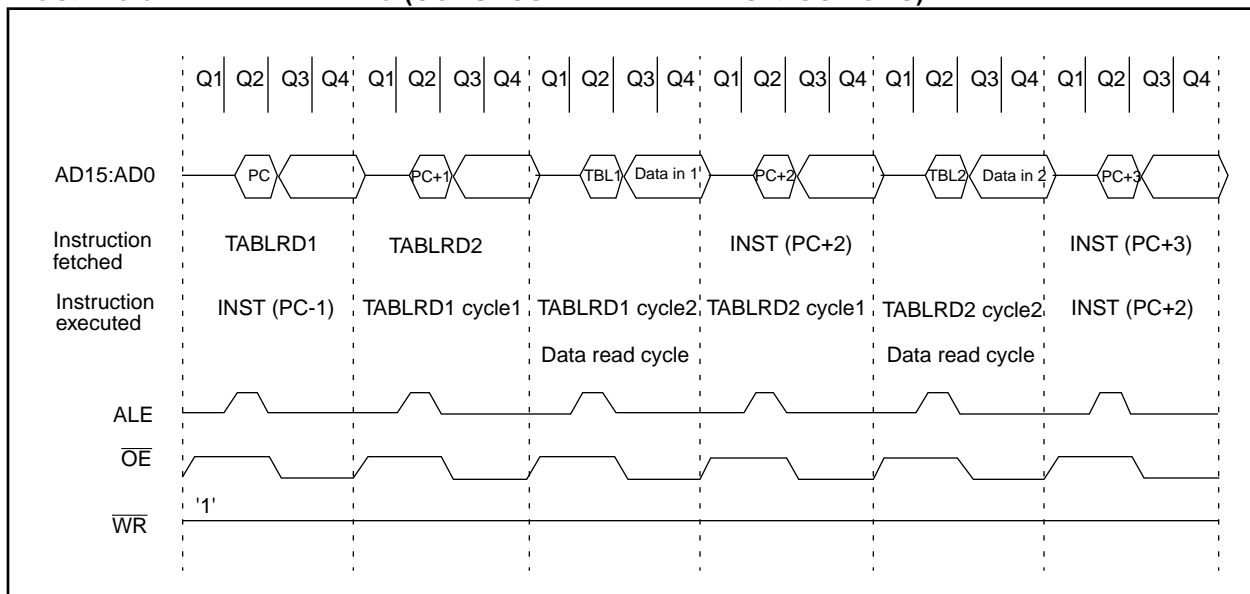 Q1 Q2 Q3 Q4 Q1 Q2 Q3 Q4 Q1 Q2 Q3 Q4 Q1 Q2 Q3 Q4 Q1 Q2 Q3 Q4 Q1 Q2 Q3 Q4
AD15:AD0 PC PC+1 TBL1 Data in 1 PC+2 TBL2 Data in 2 PC+3
Instruction fetched TABLRD1 TABLRD2 INST (PC+2) INST (PC+3)
Instruction executed INST (PC-1) TABLRD1 cycle1 TABLRD1 cycle2 TABLRD2 cycle1 TABLRD2 cycle2 INST (PC+2)
Data read cycle Data read cycle
ALE
OE
'1'
WR